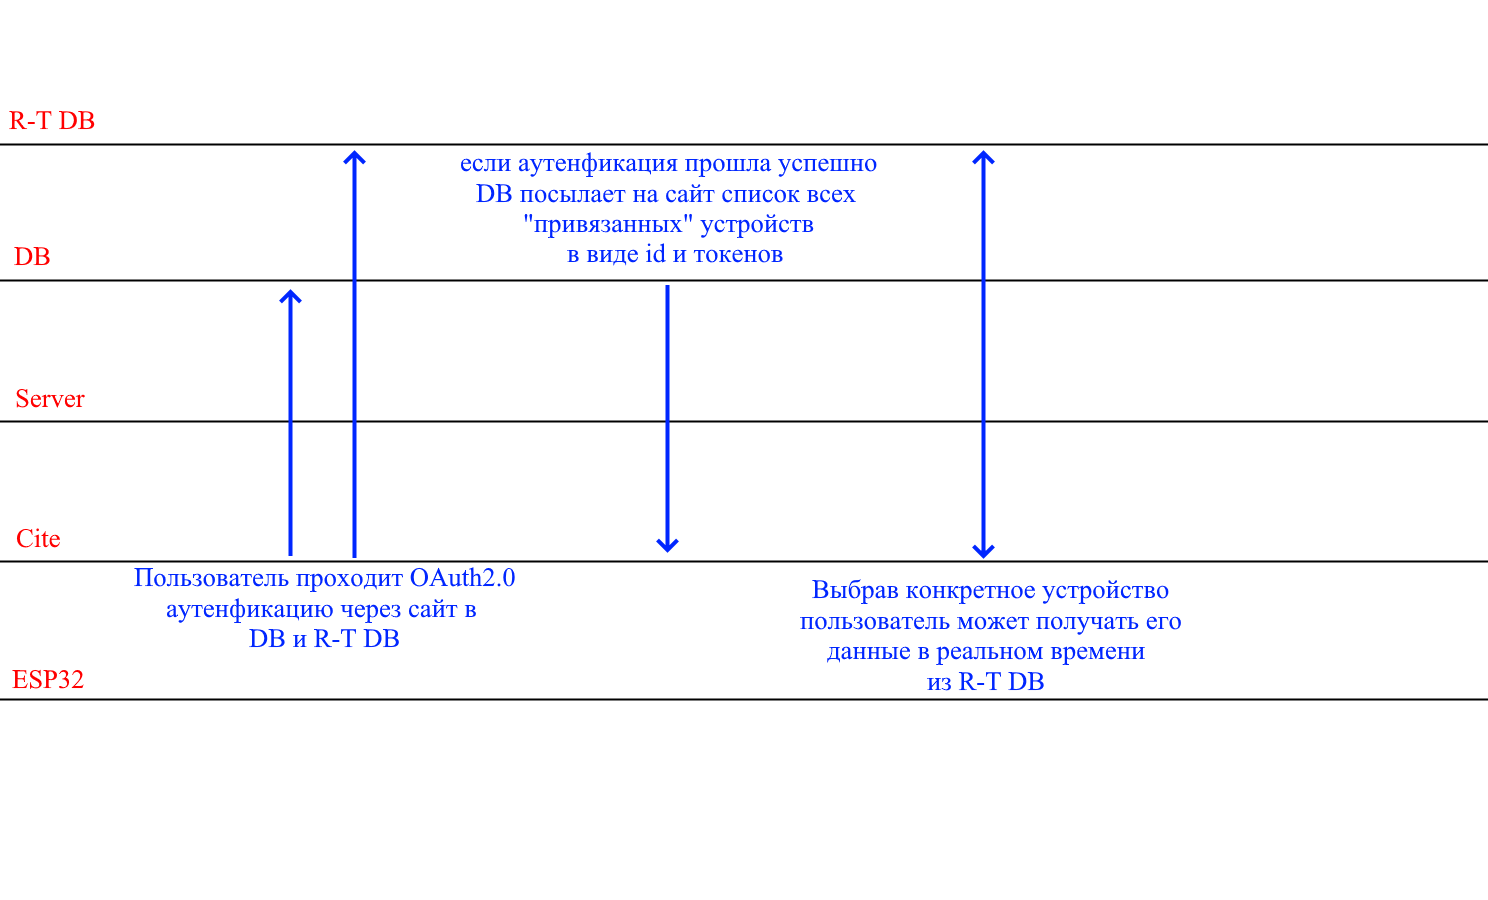 R-T DB
если аутенфикация прошла успешно
DB посылает на сайт список всех
"привязанных" устройств
в виде id и токенов
DB
Server
Cite
Пользователь проходит OAuth2.0
аутенфикацию через сайт в
DB и R-T DB
Выбрав конкретное устройство
пользователь может получать его
данные в реальном времени
из R-T DB
ESP32